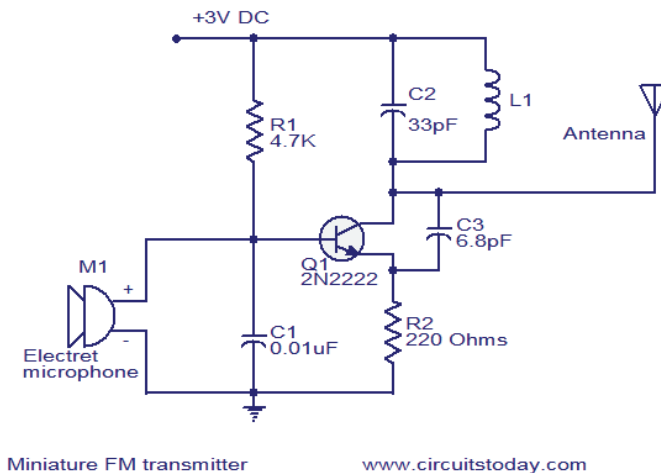 +3V DC
R1
4.7K
C2
33pF
L1
Antenna
C3
6.8pF
Q1
2N2222
M1
+
-
Electret
microphone
C1
0.01uF
R2
220 Ohms
Miniature FM transmitter
www.circuitstoday.com